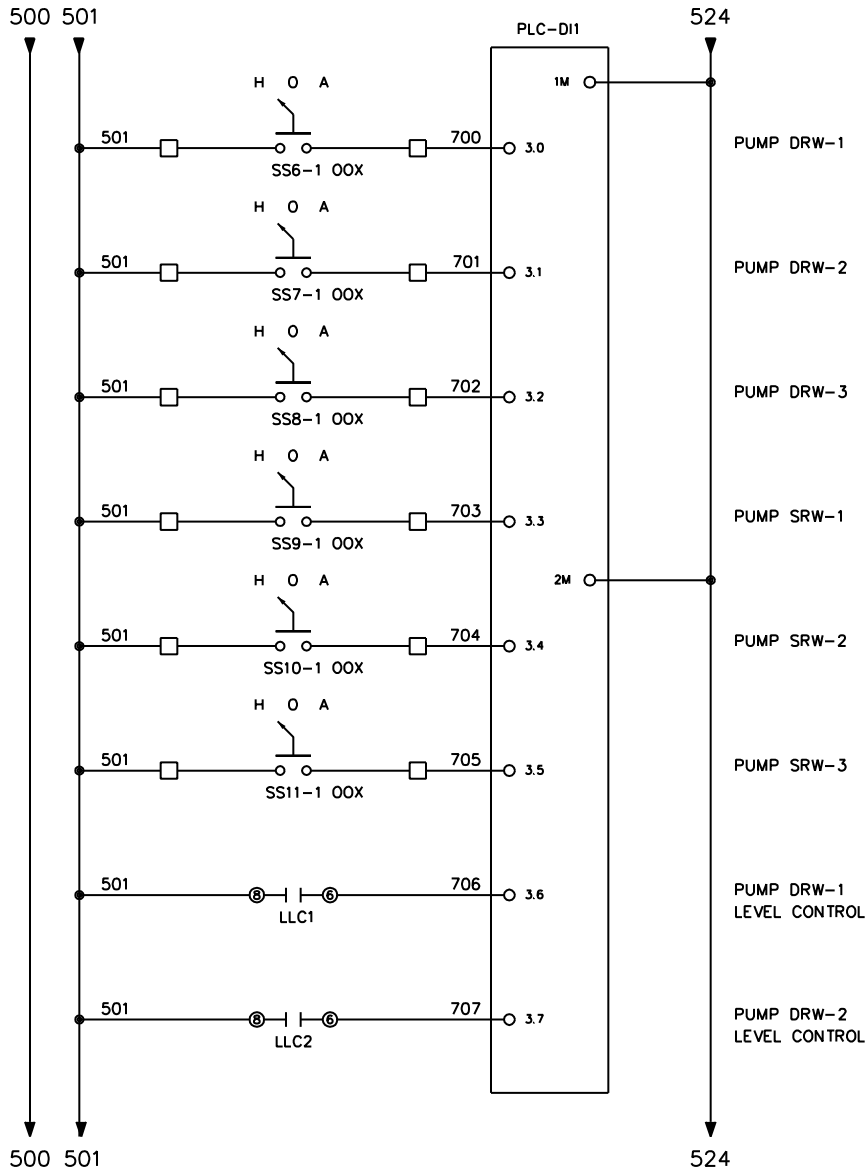 500 501 524
PLC-DI1
1M
H O A
501 700 3.0 PUMP DRW-1
SS6-1 OOX
H O A
501 701 3.1 PUMP DRW-2
SS7-1 OOX
H O A
501 702 3.2 PUMP DRW-3
SS8-1 OOX
H O A
501 703 3.3 PUMP SRW-1
SS9-1 OOX
2M
H O A
501 704 3.4 PUMP SRW-2
SS10-1 OOX
H O A
501 705 3.5 PUMP SRW-3
SS11-1 OOX
501 8 6 706 3.6 PUMP DRW-1
LLC1 LEVEL CONTROL
501 8 6 707 3.7 PUMP DRW-2
LLC2 LEVEL CONTROL
500 501 524